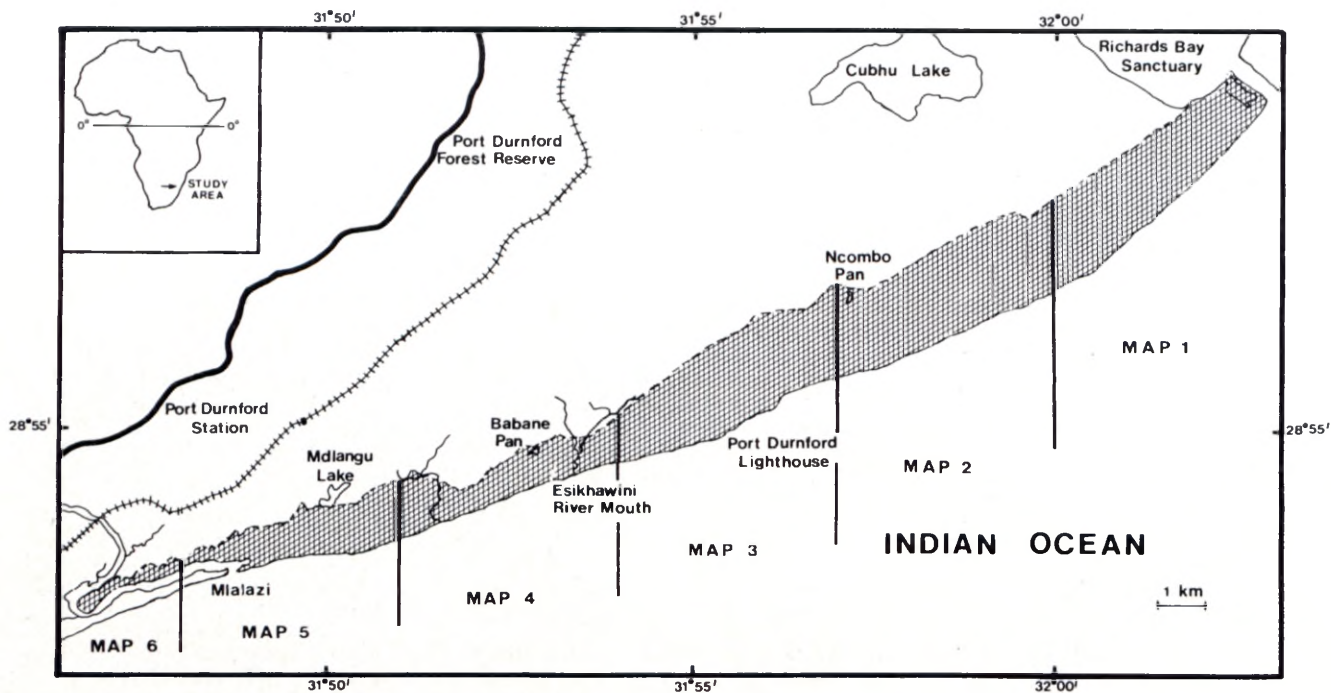 31°50'
31°55'
32°00'
Richards Bay
Sanctuary
Cubhu Lake
0°
0°
STUDY
AREA
Port Durnford
Forest Reserve
Ncombo
Pan
MAP 1
Port Durnford
Station
28°55'
28°55'
Babane
Pan
Port Durnford
Lighthouse
MAP 2
Mdlangu
Lake
Esikhawini
River Mouth
MAP 3
INDIAN OCEAN
Mlalazi
MAP 4
1 km
MAP 5
MAP 6
31°50'
31°55'
32°00'